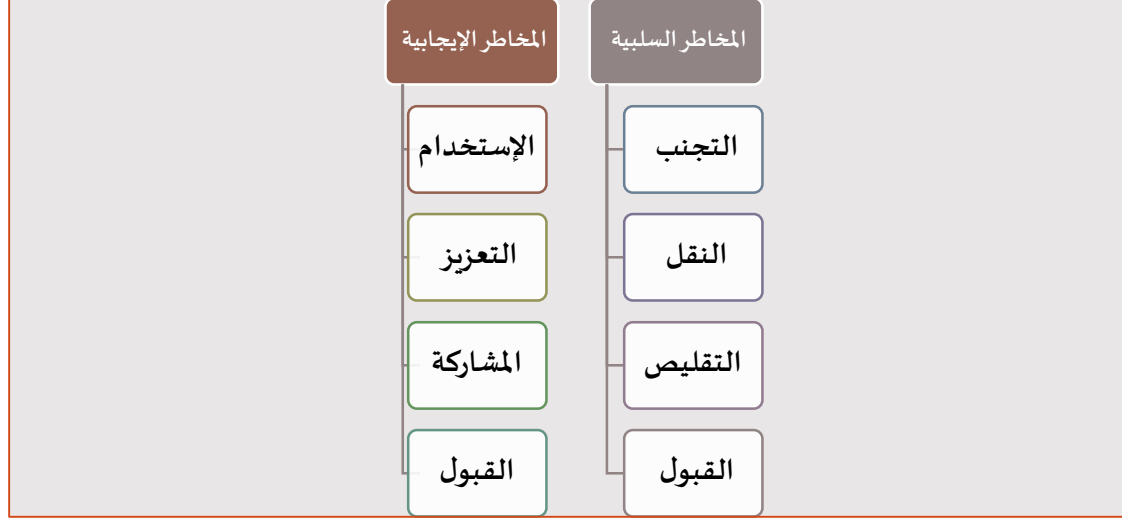 المخاطر السلبية
التجنب
النقل
التقليص
القبول
المخاطر الإيجابية
الإستخدام
التعزيز
المشاركة
القبول